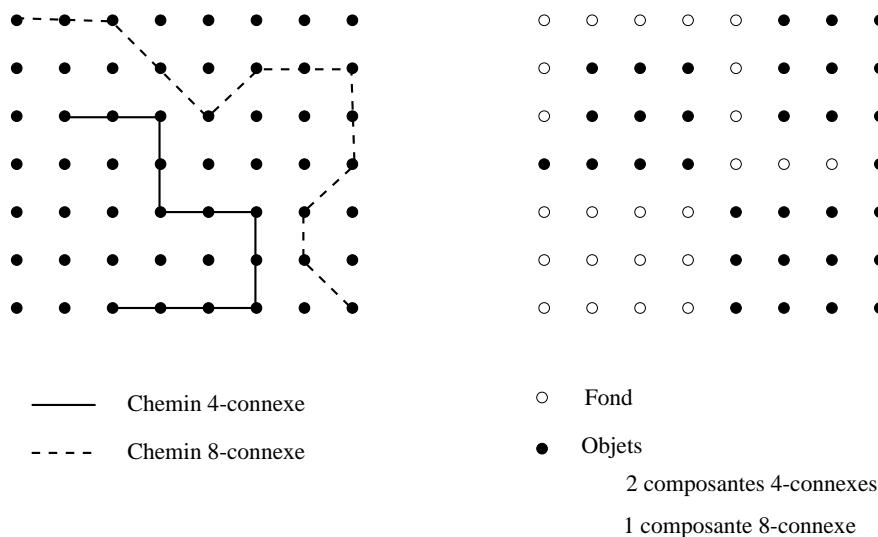 Chemin 4-connexe
Chemin 8-connexe
Fond
Objets
2 composantes 4-connexes
1 composante 8-connexe